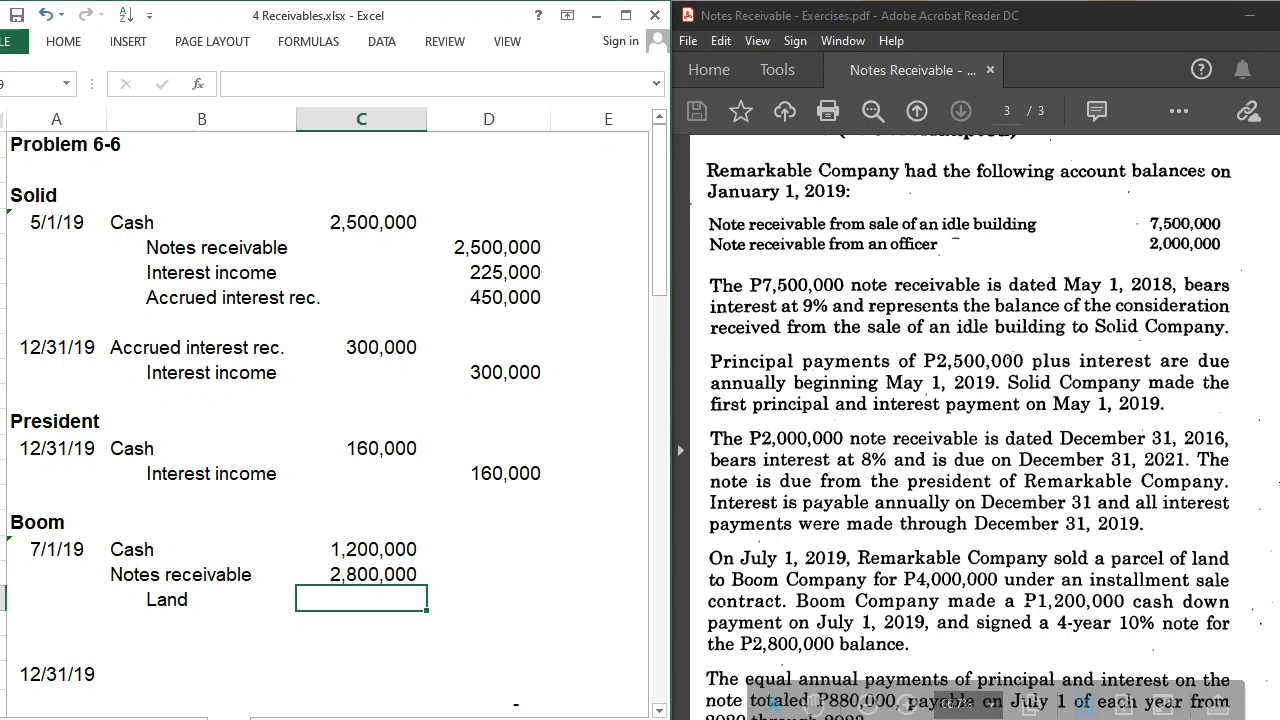 4 Receivables.xlsx - Excel
?
LE HOME INSERT PAGE LAYOUT FORMULAS DATA REVIEW VIEW Sign in
9 fx
A B C D E
Problem 6-6
Solid
5/1/19 Cash 2,500,000
Notes receivable 2,500,000
Interest income 225,000
Accrued interest rec. 450,000
12/31/19 Accrued interest rec. 300,000
Interest income 300,000
President
12/31/19 Cash 160,000
Interest income 160,000
Boom
7/1/19 Cash 1,200,000
Notes receivable 2,800,000
Land
12/31/19
-
Notes Receivable - Exercises.pdf - Adobe Acrobat Reader DC
File Edit View Sign Window Help
Home Tools Notes Receivable - ... ×
3 / 3
Remarkable Company had the following account balances on
January 1, 2019:
Note receivable from sale of an idle building 7,500,000
Note receivable from an officer 2,000,000
The P7,500,000 note receivable is dated May 1, 2018, bears
interest at 9% and represents the balance of the consideration
received from the sale of an idle building to Solid Company.
Principal payments of P2,500,000 plus interest are due
annually beginning May 1, 2019. Solid Company made the
first principal and interest payment on May 1, 2019.
The P2,000,000 note receivable is dated December 31, 2016,
bears interest at 8% and is due on December 31, 2021. The
note is due from the president of Remarkable Company.
Interest is payable annually on December 31 and all interest
payments were made through December 31, 2019.
On July 1, 2019, Remarkable Company sold a parcel of land
to Boom Company for P4,000,000 under an installment sale
contract. Boom Company made a P1,200,000 cash down
payment on July 1, 2019, and signed a 4-year 10% note for
the P2,800,000 balance.
The equal annual payments of principal and interest on the
note totaled P880,000, payable on July 1 of each year from